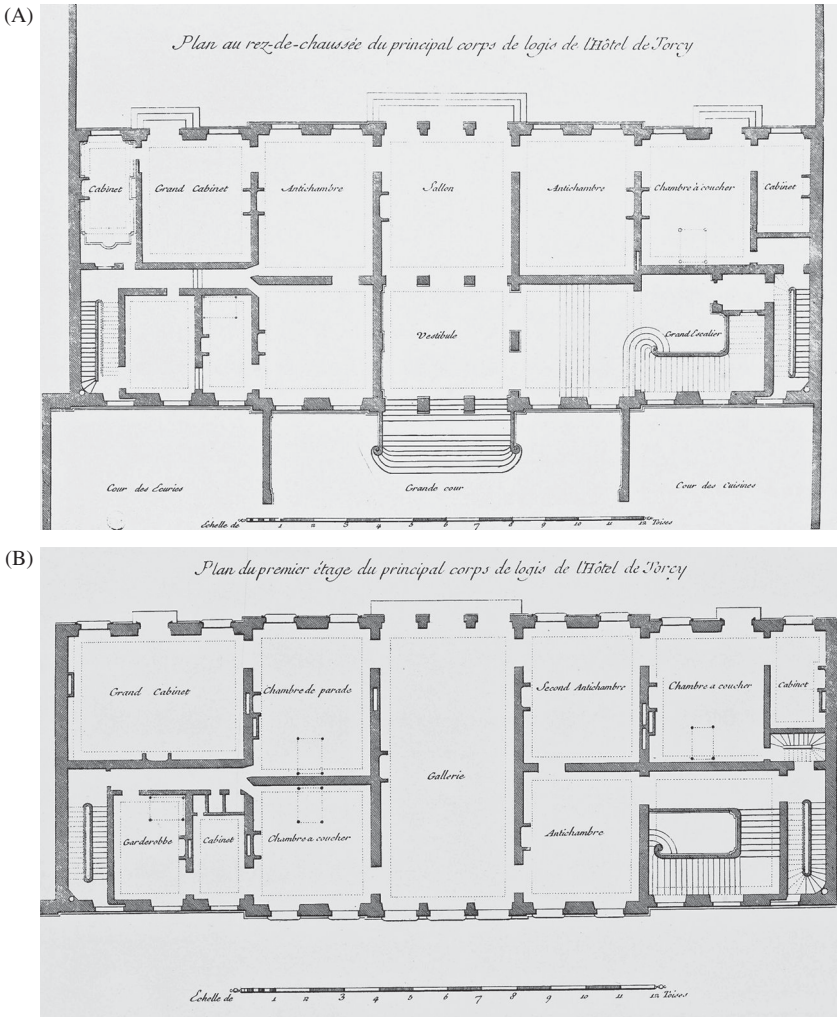 (A)
Plan au rez-de-chaussée du principal corps de logis de l'Hôtel de Torcy
Cabinet
Grand Cabinet
Antichambre
Sallon
Antichambre
Chambre à coucher
Cabinet
Vestibule
Grand Escalier
Cour des Ecuries
Grande cour
Cour des Cuisines
Echelle de 1 2 3 4 5 6 7 8 9 10 11 12 Toises
(B)
Plan du premier étage du principal corps de logis de l'Hôtel de Torcy
Grand Cabinet
Chambre de parade
Second Antichambre
Chambre a coucher
Cabinet
Gallerie
Garderobbe
Cabinet
Chambre a coucher
Antichambre
Echelle de 1 2 3 4 5 6 7 8 9 10 11 12 Toises